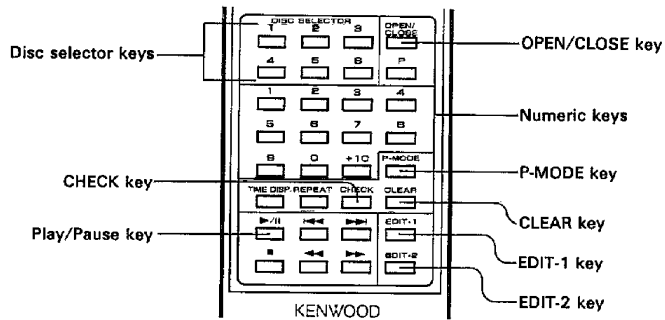 DISC SELECTOR
1 2 3 OPEN/CLOSE
4 5 6 P
1 2 3 4
5 6 7 8
9 0 +10 P-MODE
TIME DISP. REPEAT CHECK CLEAR
►/II I◄◄ ►►I EDIT-1
■ ◄◄ ►► EDIT-2
KENWOOD
Disc selector keys
CHECK key
Play/Pause key
OPEN/CLOSE key
Numeric keys
P-MODE key
CLEAR key
EDIT-1 key
EDIT-2 key